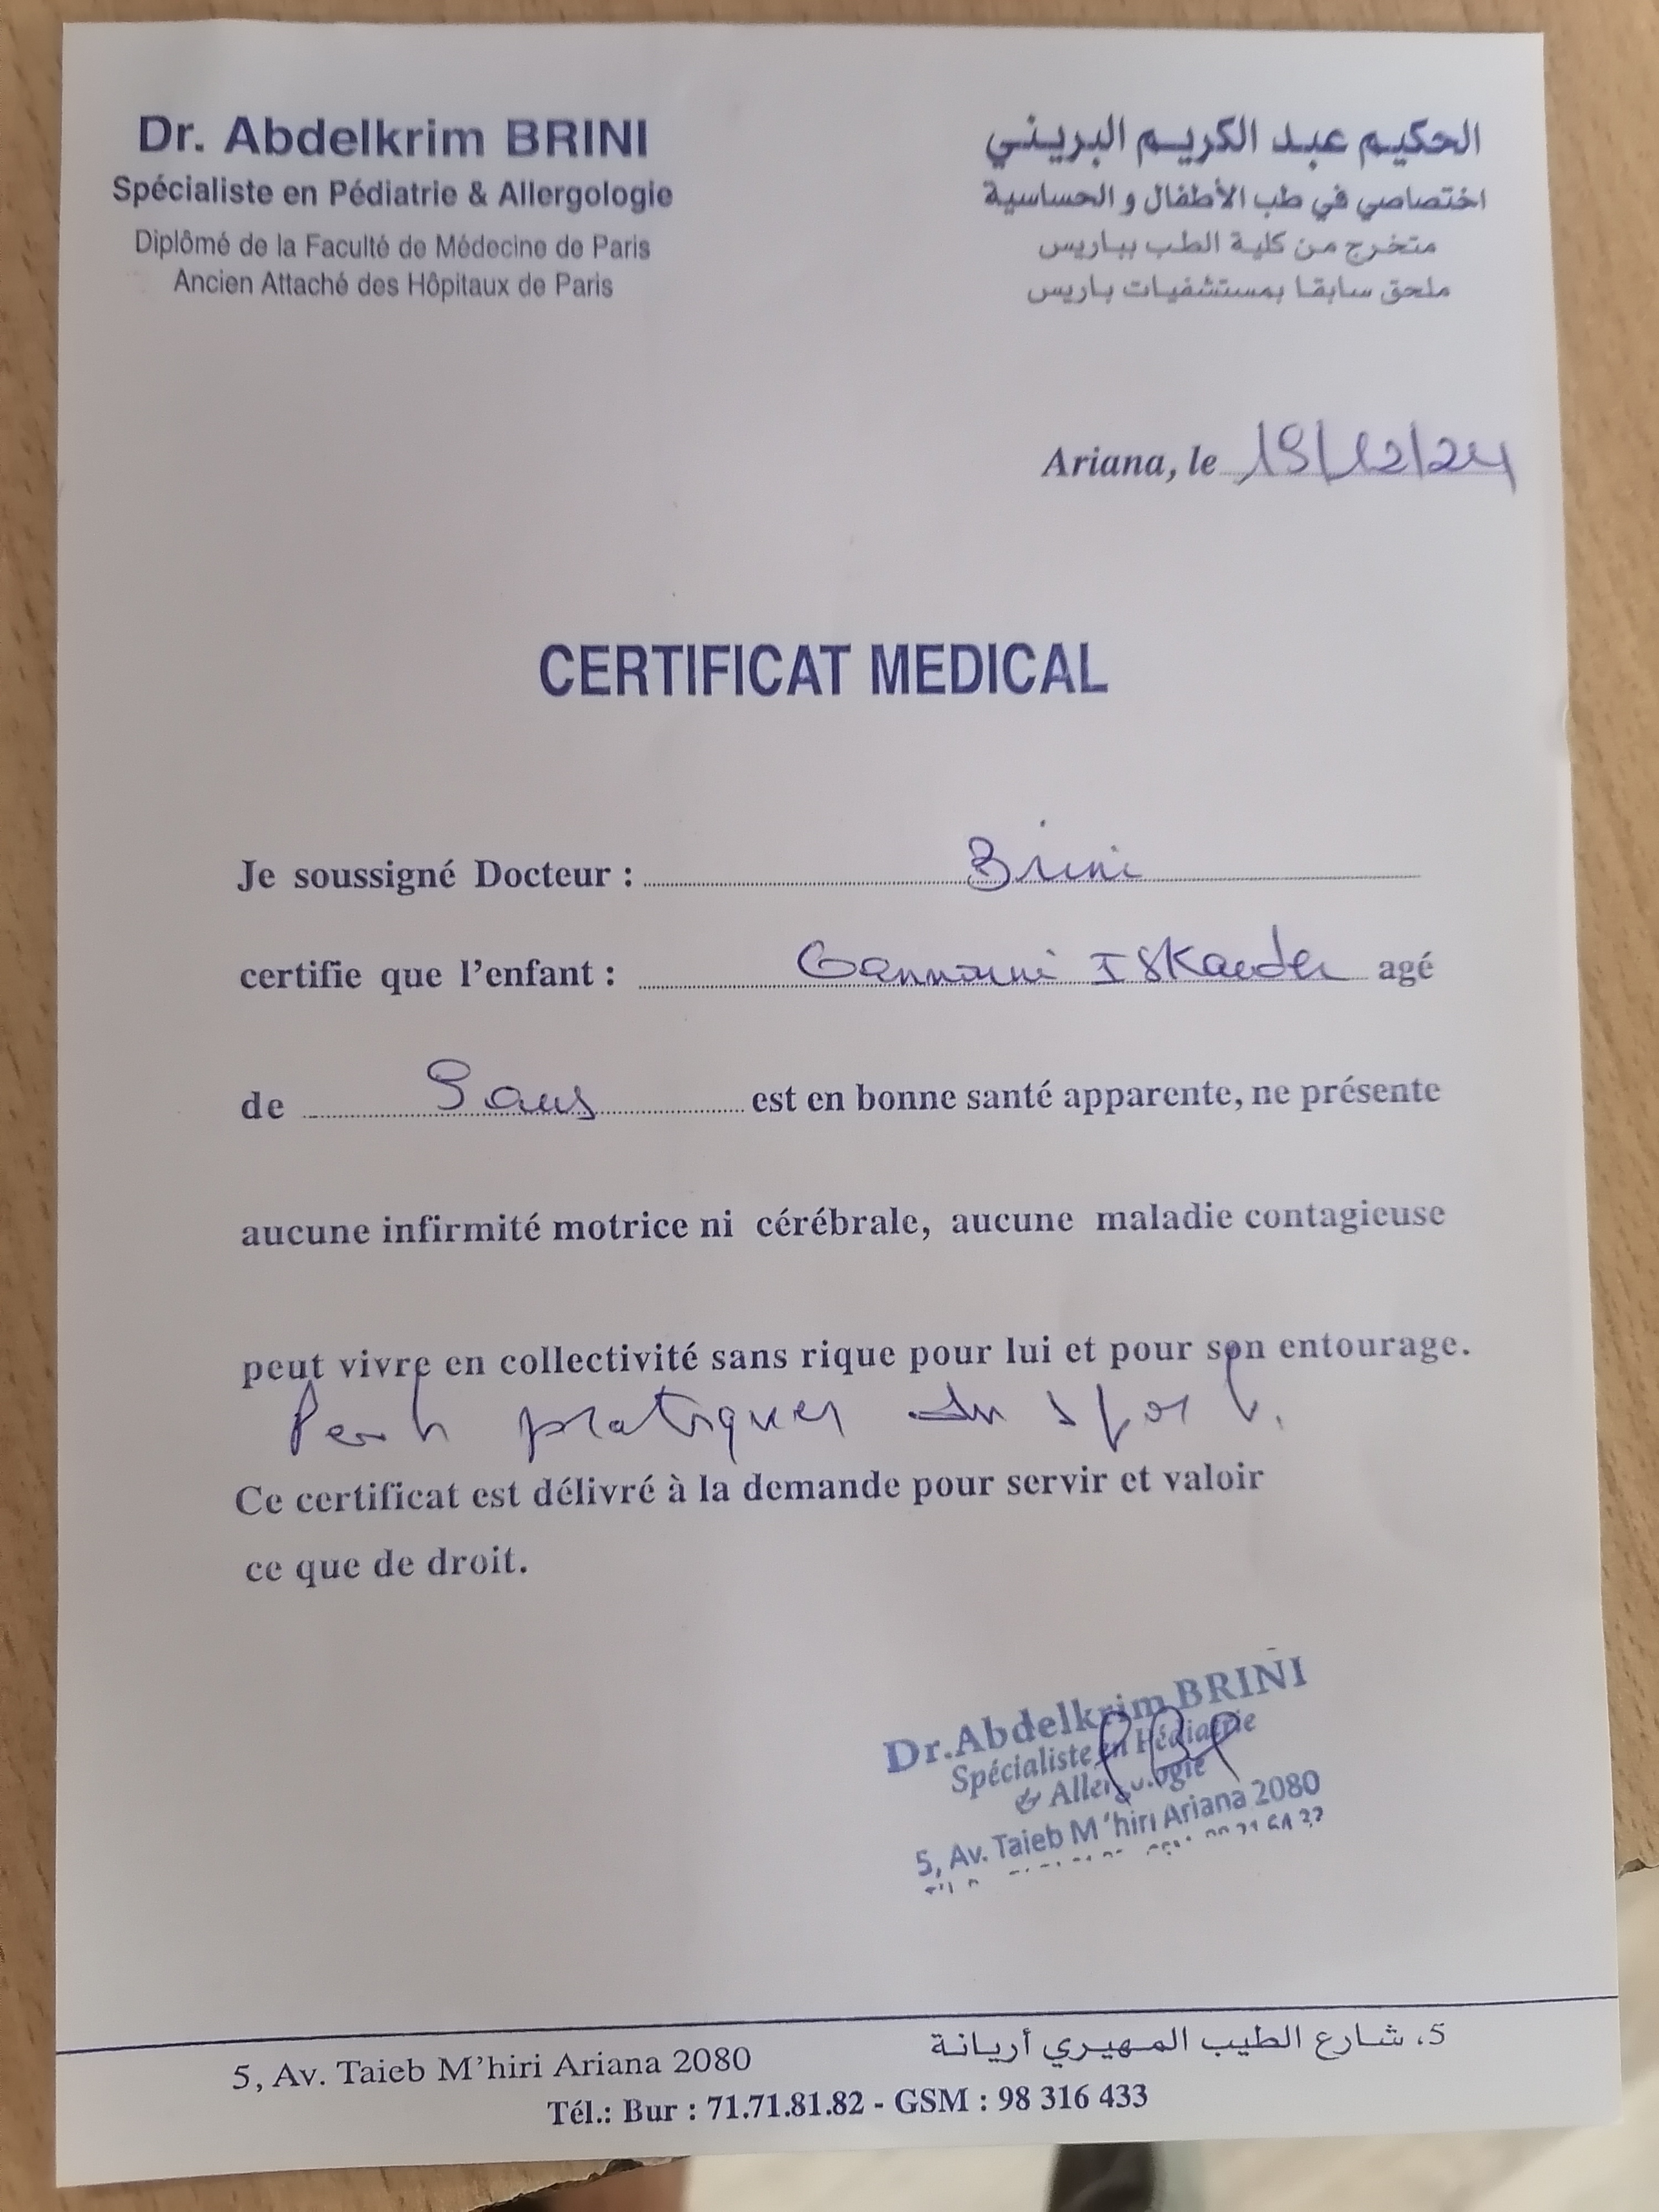 Dr. Abdelkrim BRINI
Spécialiste en Pédiatrie & Allergologie
Diplômé de la Faculté de Médecine de Paris
Ancien Attaché des Hôpitaux de Paris
الحكيم عبد الكريم البريني
اختصاصي في طب الأطفال و الحساسية
متخرج من كلية الطب بباريس
ملحق سابقا بمستشفيات باريس
Ariana, le 19/12/24
CERTIFICAT MEDICAL
Je soussigné Docteur : Brini
certifie que l'enfant : Gannouni Iskander agé
de 9 ans est en bonne santé apparente, ne présente
aucune infirmité motrice ni cérébrale, aucune maladie contagieuse
peut vivre en collectivité sans rique pour lui et pour son entourage.
Peut pratiquer du sport.
Ce certificat est délivré à la demande pour servir et valoir
ce que de droit.
Dr.Abdelkrim BRINI
Spécialiste en Pédiatrie
& Allergologie
5, Av. Taieb M'hiri Ariana 2080
5, Av. Taieb M'hiri Ariana 2080
5، شارع الطيب المهيري أريانة
Tél.: Bur : 71.71.81.82 - GSM : 98 316 433